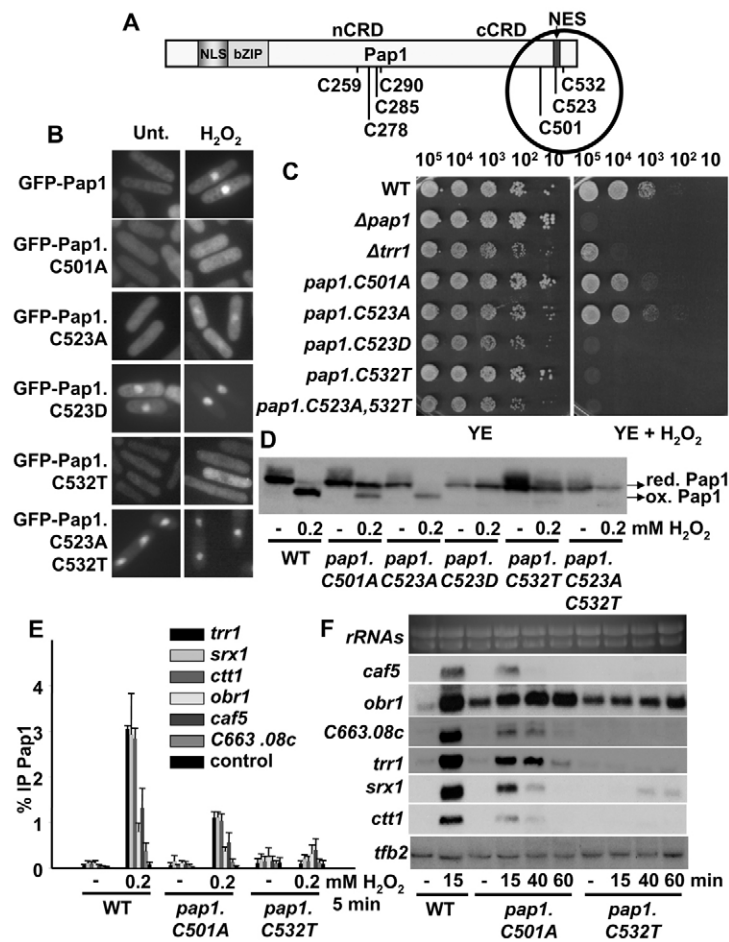 A
nCRD cCRD NES
NLS bZIP Pap1
C259 C290 C532
C285 C523
C278 C501
B
Unt. H2O2
GFP-Pap1
GFP-Pap1.
C501A
GFP-Pap1.
C523A
GFP-Pap1.
C523D
GFP-Pap1.
C532T
GFP-Pap1.
C523A
C532T
C
10^5 10^4 10^3 10^2 10 10^5 10^4 10^3 10^2 10
WT
Δpap1
Δtrr1
pap1.C501A
pap1.C523A
pap1.C523D
pap1.C532T
pap1.C523A,532T
YE YE + H2O2
D
red. Pap1
ox. Pap1
- 0.2 - 0.2 - 0.2 - 0.2 - 0.2 - 0.2 mM H2O2
WT pap1. pap1. pap1. pap1. pap1.
C501A C523A C523D C532T C523A
C532T
E
trr1
srx1
ctt1
obr1
caf5
C663 .08c
control
% IP Pap1
4
3
2
1
0
- 0.2 - 0.2 - 0.2 mM H2O2
WT pap1. pap1. 5 min
C501A C532T
F
rRNAs
caf5
obr1
C663.08c
trr1
srx1
ctt1
tfb2
- 15 - 15 40 60 - 15 40 60 min
WT pap1. pap1.
C501A C532T